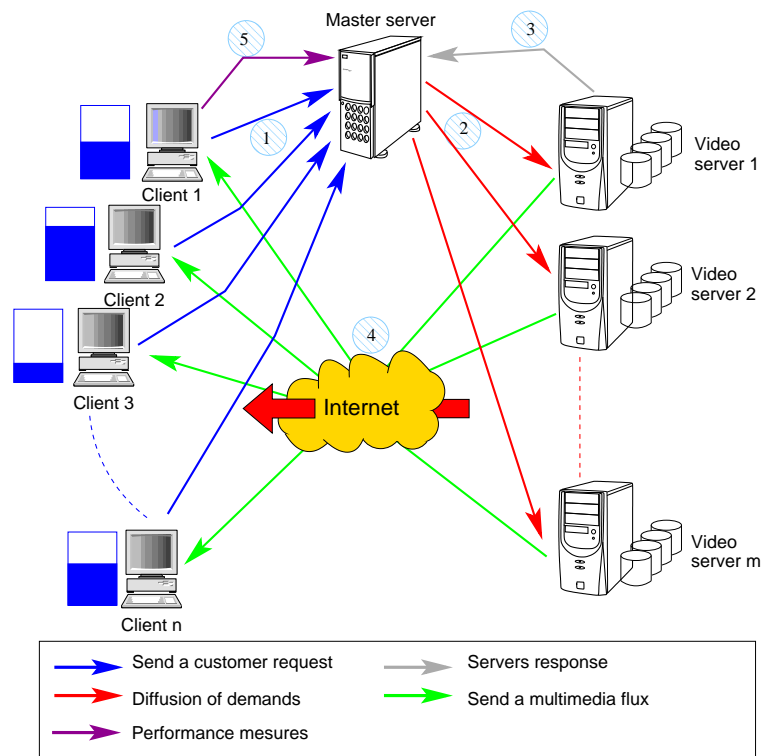 Master server
5
3
1
2
Video
server 1
Client 1
Client 2
Video
server 2
Client 3
4
Internet
Client n
Video
server m
Send a customer request
Servers response
Diffusion of demands
Send a multimedia flux
Performance mesures